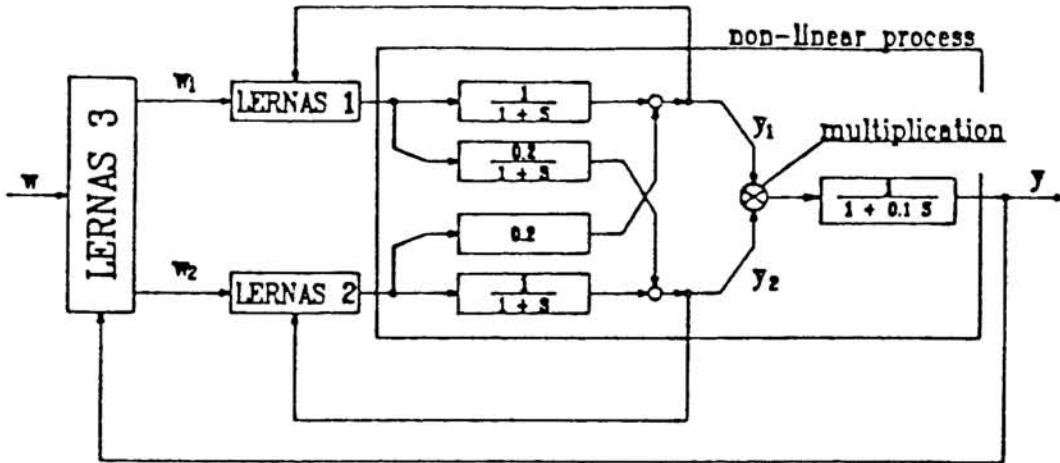 non-linear process
LERNAS 3
w
w1
LERNAS 1
1
1 + S
0.2
1 + S
0.2
w2
LERNAS 2
1
1 + S
y1
multiplication
y2
1
1 + 0.1 S
y